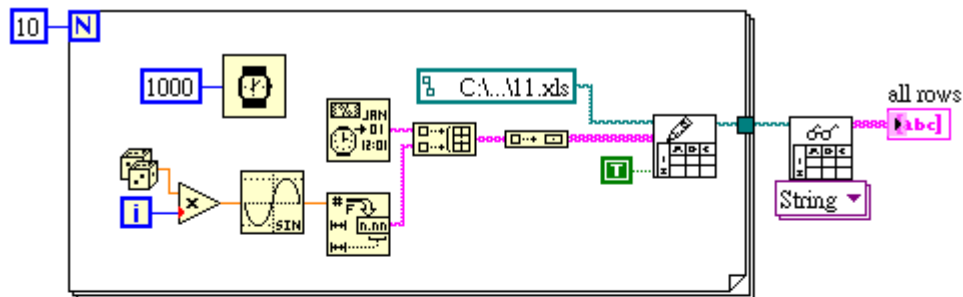 10
N
1000
C:\...\11.xls
all rows
abc
JAN
01
12:01
T
String
i
x
SIN
# F
n.nn